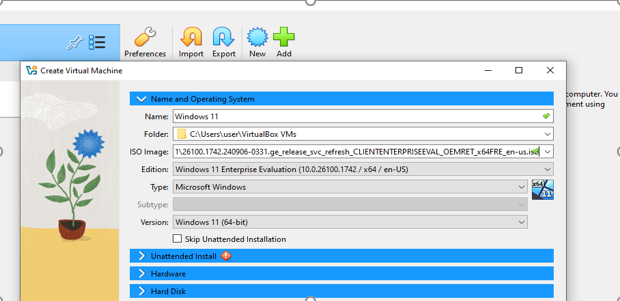 Preferences
Import
Export
New
Add
computer. You
ment using
Create Virtual Machine
Name and Operating System
Name: Windows 11
Folder: C:\Users\user\VirtualBox VMs
ISO Image: 1\26100.1742.240906-0331.ge_release_svc_refresh_CLIENTENTERPRISEEVAL_OEMRET_x64FRE_en-us.iso
Edition: Windows 11 Enterprise Evaluation (10.0.26100.1742 / x64 / en-US)
Type: Microsoft Windows
x64
Subtype:
Version: Windows 11 (64-bit)
Skip Unattended Installation
Unattended Install
Hardware
Hard Disk